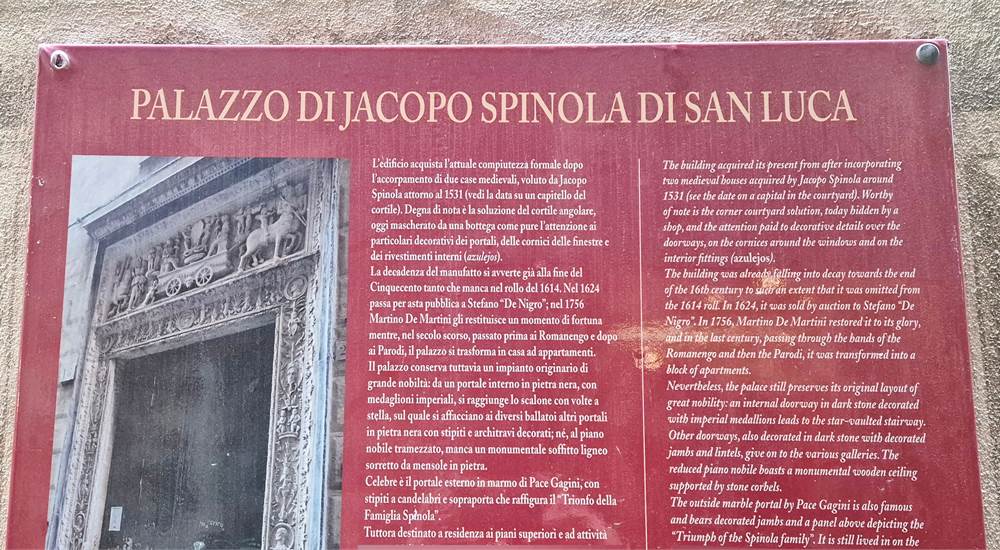 PALAZZO DI JACOPO SPINOLA DI SAN LUCA
L'edificio acquista l'attuale compiutezza formale dopo
l'accorpamento di due case medievali, voluto da Jacopo
Spinola attorno al 1531 (vedi la data su un capitello del
cortile). Degna di nota è la soluzione del cortile angolare,
oggi mascherato da una bottega come pure l'attenzione ai
particolari decorativi dei portali, delle cornici delle finestre e
dei rivestimenti interni (azulejos).
La decadenza del manufatto si avverte già alla fine del
Cinquecento tanto che manca nel rollo del 1614. Nel 1624
passa per asta pubblica a Stefano "De Nigro"; nel 1756
Martino De Martini gli restituisce un momento di fortuna
mentre, nel secolo scorso, passato prima ai Romanengo e dopo
ai Parodi, il palazzo si trasforma in casa ad appartamenti.
Il palazzo conserva tuttavia un impianto originario di
grande nobiltà: da un portale interno in pietra nera, con
medaglioni imperiali, si raggiunge lo scalone con volte a
stella, sul quale si affacciano ai diversi ballatoi altri portali
in pietra nera con stipiti e architravi decorati; né, al piano
nobile tramezzato, manca un monumentale soffitto ligneo
sorretto da mensole in pietra.
Celebre è il portale esterno in marmo di Pace Gagini, con
stipiti a candelabri e sopraporta che raffigura il "Trionfo della
Famiglia Spinola".
Tuttora destinato a residenza ai piani superiori e ad attività
The building acquired its present from after incorporating
two medieval houses acquired by Jacopo Spinola around
1531 (see the date on a capital in the courtyard). Worthy
of note is the corner courtyard solution, today hidden by a
shop, and the attention paid to decorative details over the
doorways, on the cornices around the windows and on the
interior fittings (azulejos).
The building was already falling into decay towards the end
of the 16th century to such an extent that it was omitted from
the 1614 roll. In 1624, it was sold by auction to Stefano "De
Nigro". In 1756, Martino De Martini restored it to its glory,
and in the last century, passing through the hands of the
Romanengo and then the Parodi, it was transformed into a
block of apartments.
Nevertheless, the palace still preserves its original layout of
great nobility: an internal doorway in dark stone decorated
with imperial medallions leads to the star-vaulted stairway.
Other doorways, also decorated in dark stone with decorated
jambs and lintels, give on to the various galleries. The
reduced piano nobile boasts a monumental wooden ceiling
supported by stone corbels.
The outside marble portal by Pace Gagini is also famous
and bears decorated jambs and a panel above depicting the
"Triumph of the Spinola family". It is still lived in on the